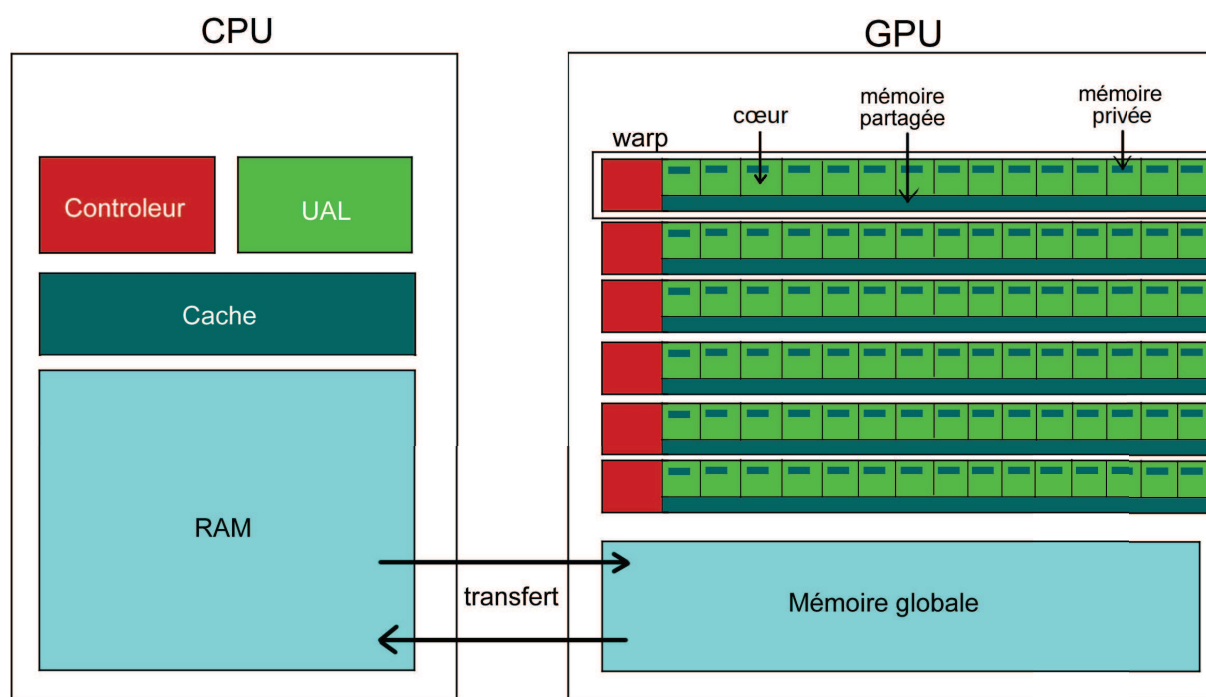 CPU
GPU
Controleur
UAL
Cache
RAM
transfert
warp
cœur
mémoire
partagée
mémoire
privée
Mémoire globale